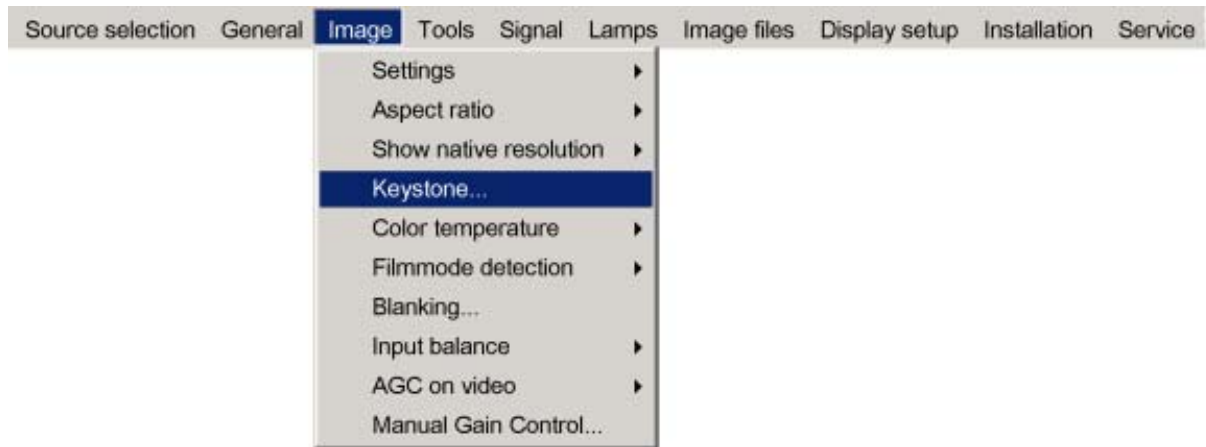 Source selection General Image Tools Signal Lamps Image files Display setup Installation Service
Settings
Aspect ratio
Show native resolution
Keystone...
Color temperature
Filmmode detection
Blanking...
Input balance
AGC on video
Manual Gain Control...